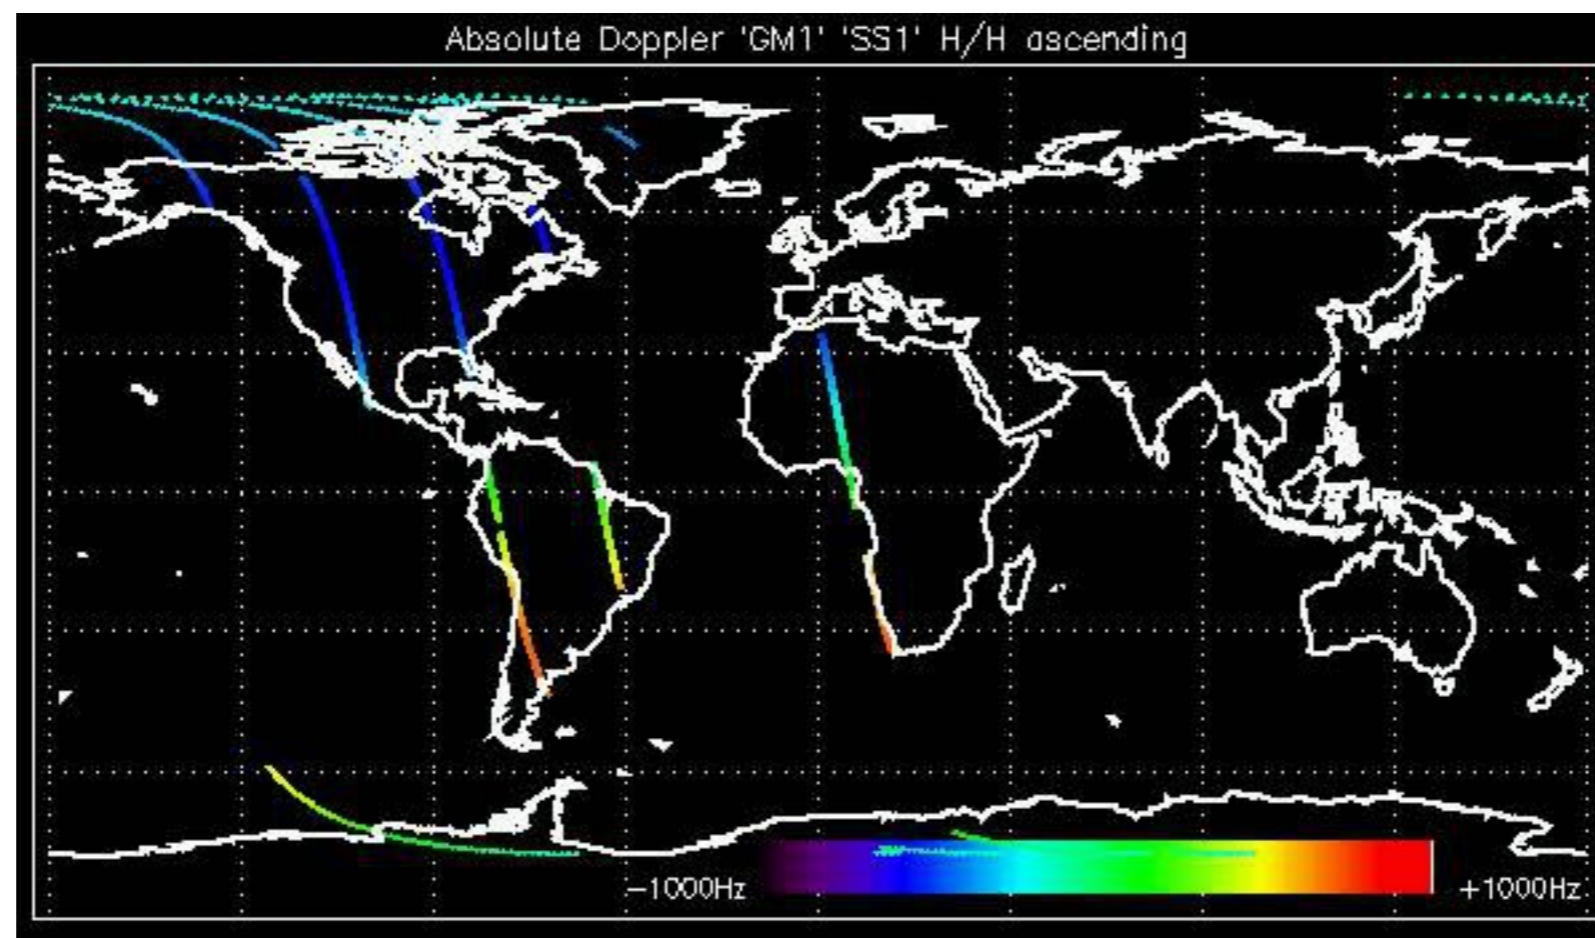 Absolute Doppler 'GM1' 'SS1' H/H ascending
−1000Hz
+1000Hz